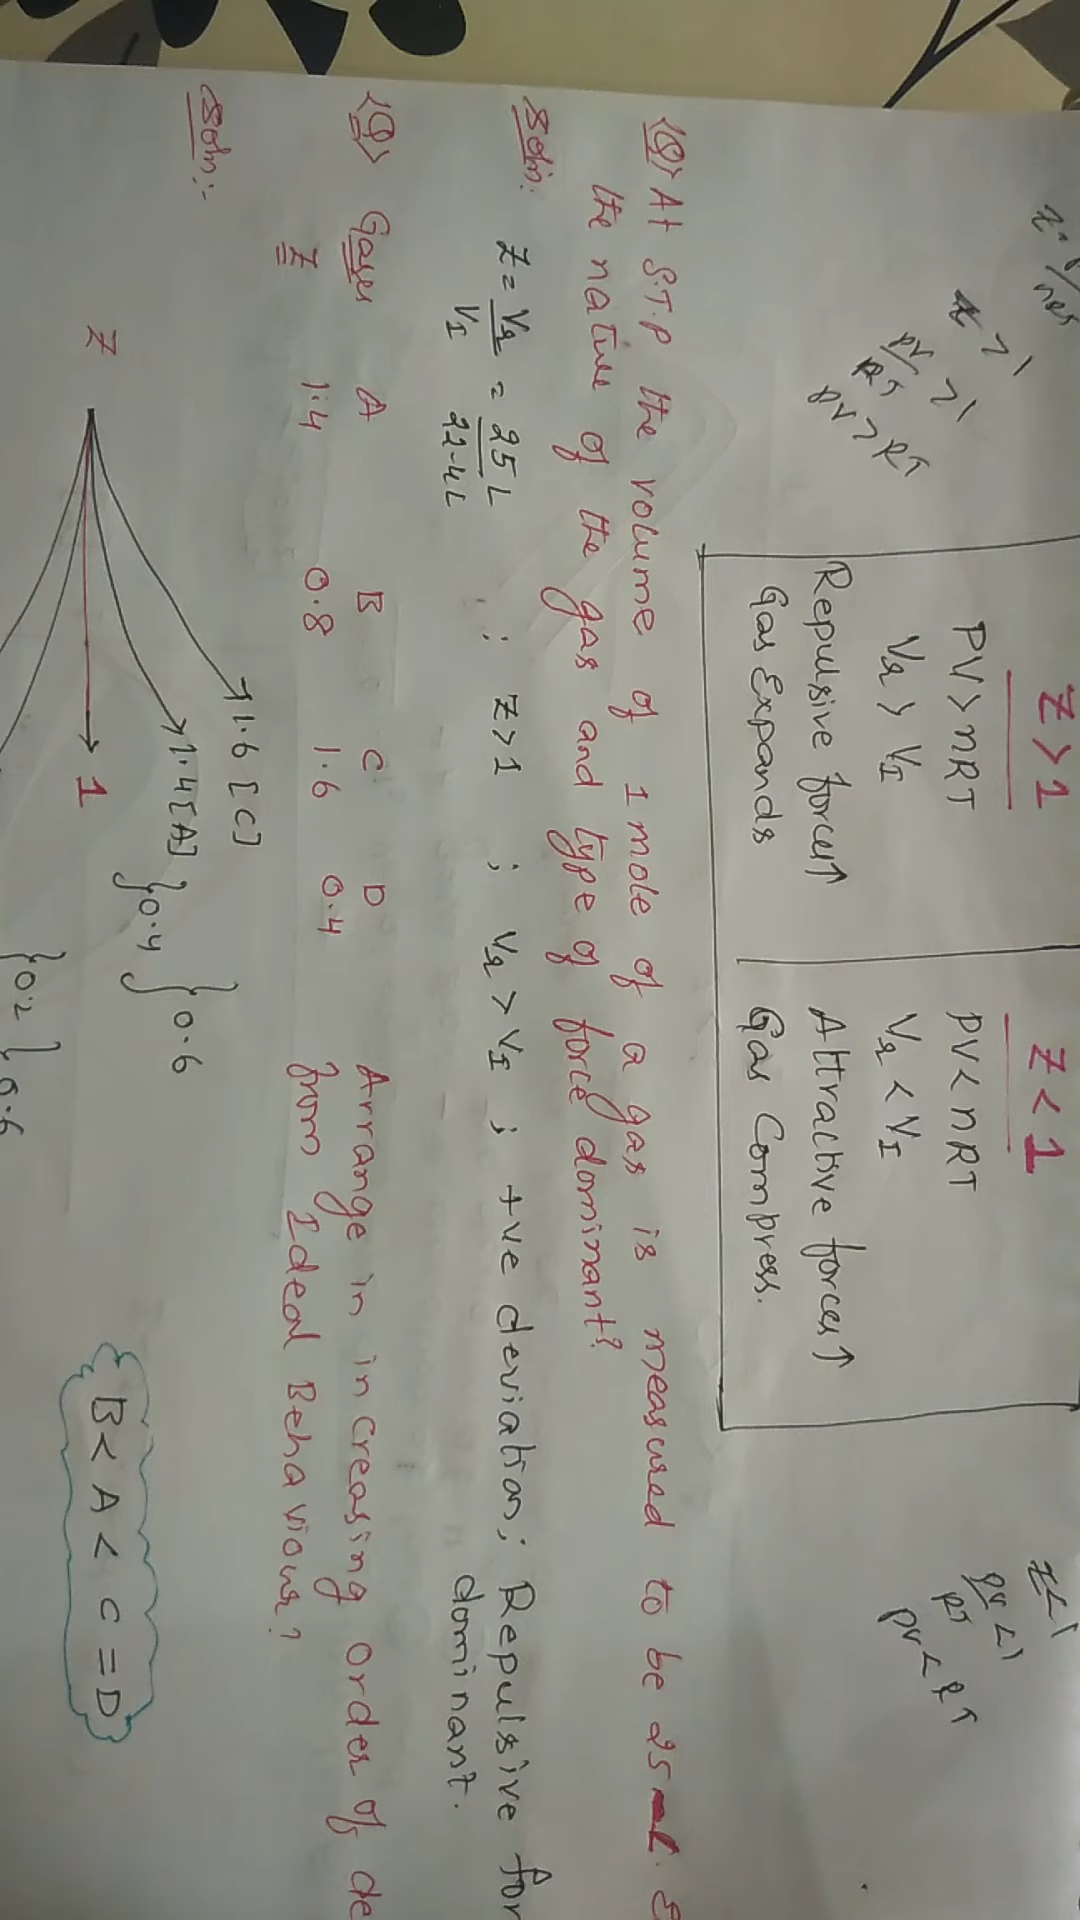 Z > 1
Z < 1
PV > nRT
PV < nRT
Vr > VI
Vr < VI
Repulsive forces↑
Attractive forces↑
Gas Expands
Gas Compress.
Z > 1
PV/RT > 1
PV > RT
Z < 1
PV/RT < 1
PV < RT
<Q> At S.T.P the volume of 1 mole of a gas is measured to be 25 L.
the nature of the gas and type of force dominant?
Soln: Z = Vr/VI = 25 L/22.4L ; Z>1 ; Vr > VI ; +ve deviation; Repulsive for
dominant.
<Q> Gases A B C D Arrange in increasing order of de
Z 1.4 0.8 1.6 0.4 from Ideal Behaviour?
Soln:-
1.6 [C]
1.4 [A] }0.4 }0.6
Z 1
{0.2 } 0.6
B < A < C = D